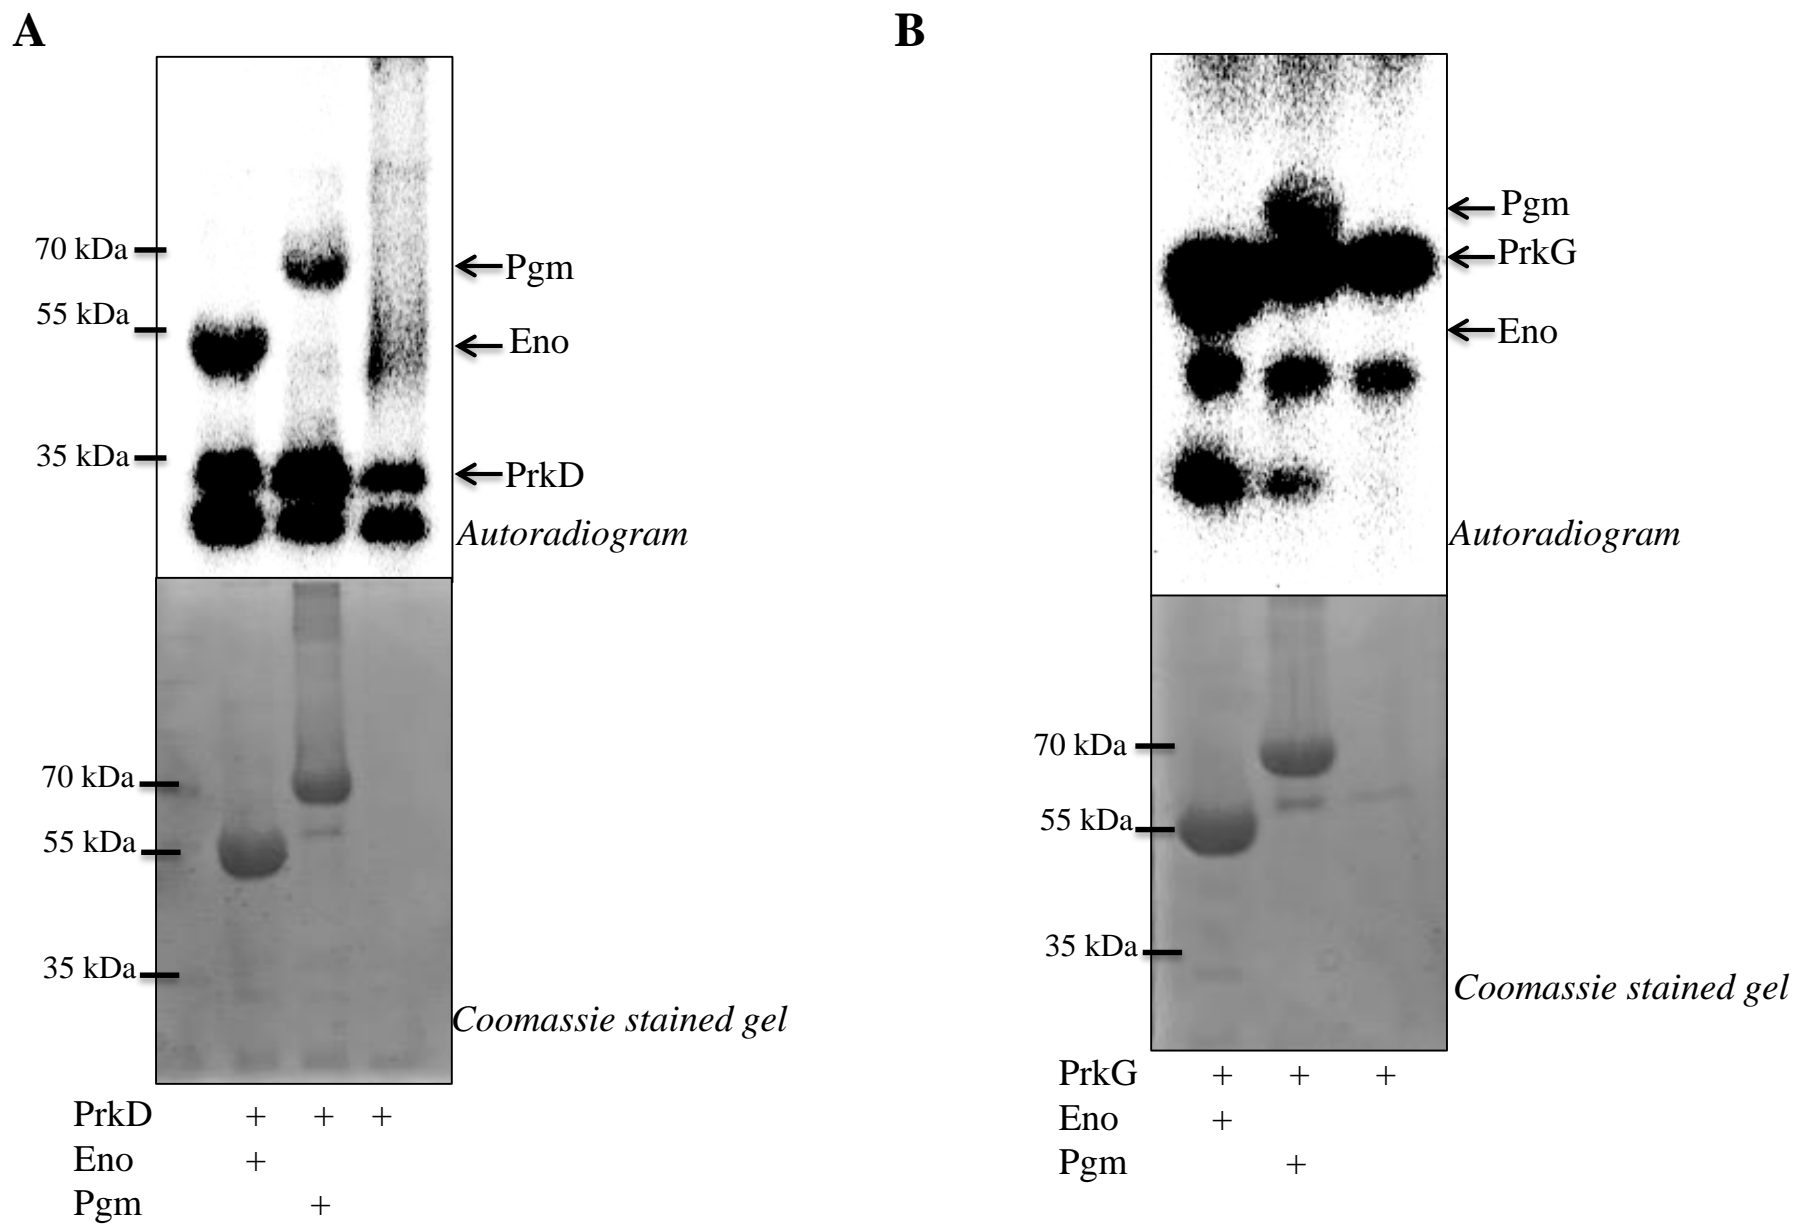 A
70 kDa
55 kDa
35 kDa
Pgm
Eno
PrkD
Autoradiogram
70 kDa
55 kDa
35 kDa
Coomassie stained gel
PrkD + + +
Eno +
Pgm +
B
Pgm
PrkG
Eno
Autoradiogram
70 kDa
55 kDa
35 kDa
Coomassie stained gel
PrkG + + +
Eno +
Pgm +